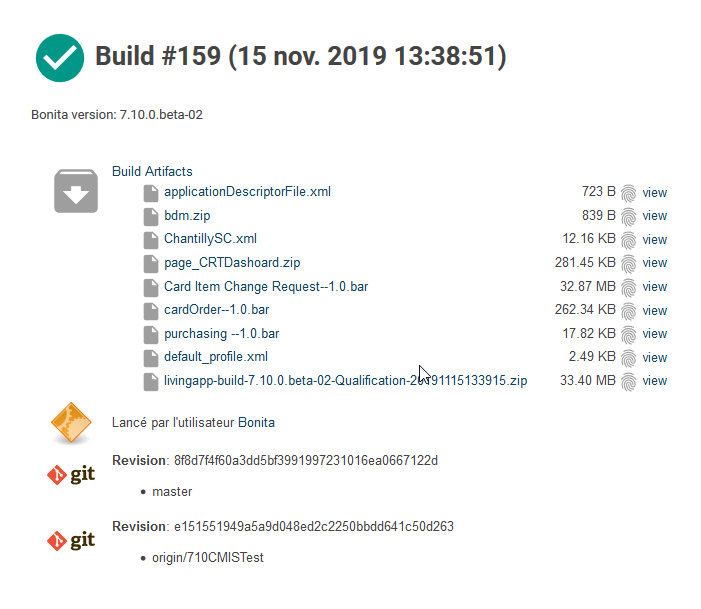 Build #159 (15 nov. 2019 13:38:51)
Bonita version: 7.10.0.beta-02
Build Artifacts
applicationDescriptorFile.xml 723 B view
bdm.zip 839 B view
ChantillySC.xml 12.16 KB view
page_CRTDashoard.zip 281.45 KB view
Card Item Change Request--1.0.bar 32.87 MB view
cardOrder--1.0.bar 262.34 KB view
purchasing --1.0.bar 17.82 KB view
default_profile.xml 2.49 KB view
livingapp-build-7.10.0.beta-02-Qualification-20191115133915.zip 33.40 MB view
Lancé par l'utilisateur Bonita
git Revision: 8f8d7f4f60a3dd5bf3991997231016ea0667122d
• master
git Revision: e151551949a5a9d048ed2c2250bbdd641c50d263
• origin/710CMISTest